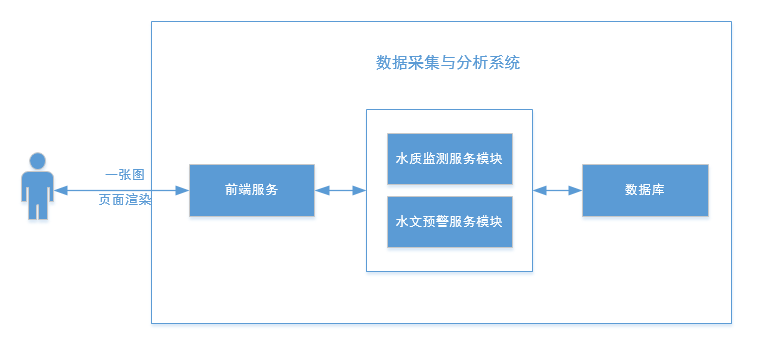 数据采集与分析系统
一张图
页面渲染
前端服务
水质监测服务模块
水文预警服务模块
数据库